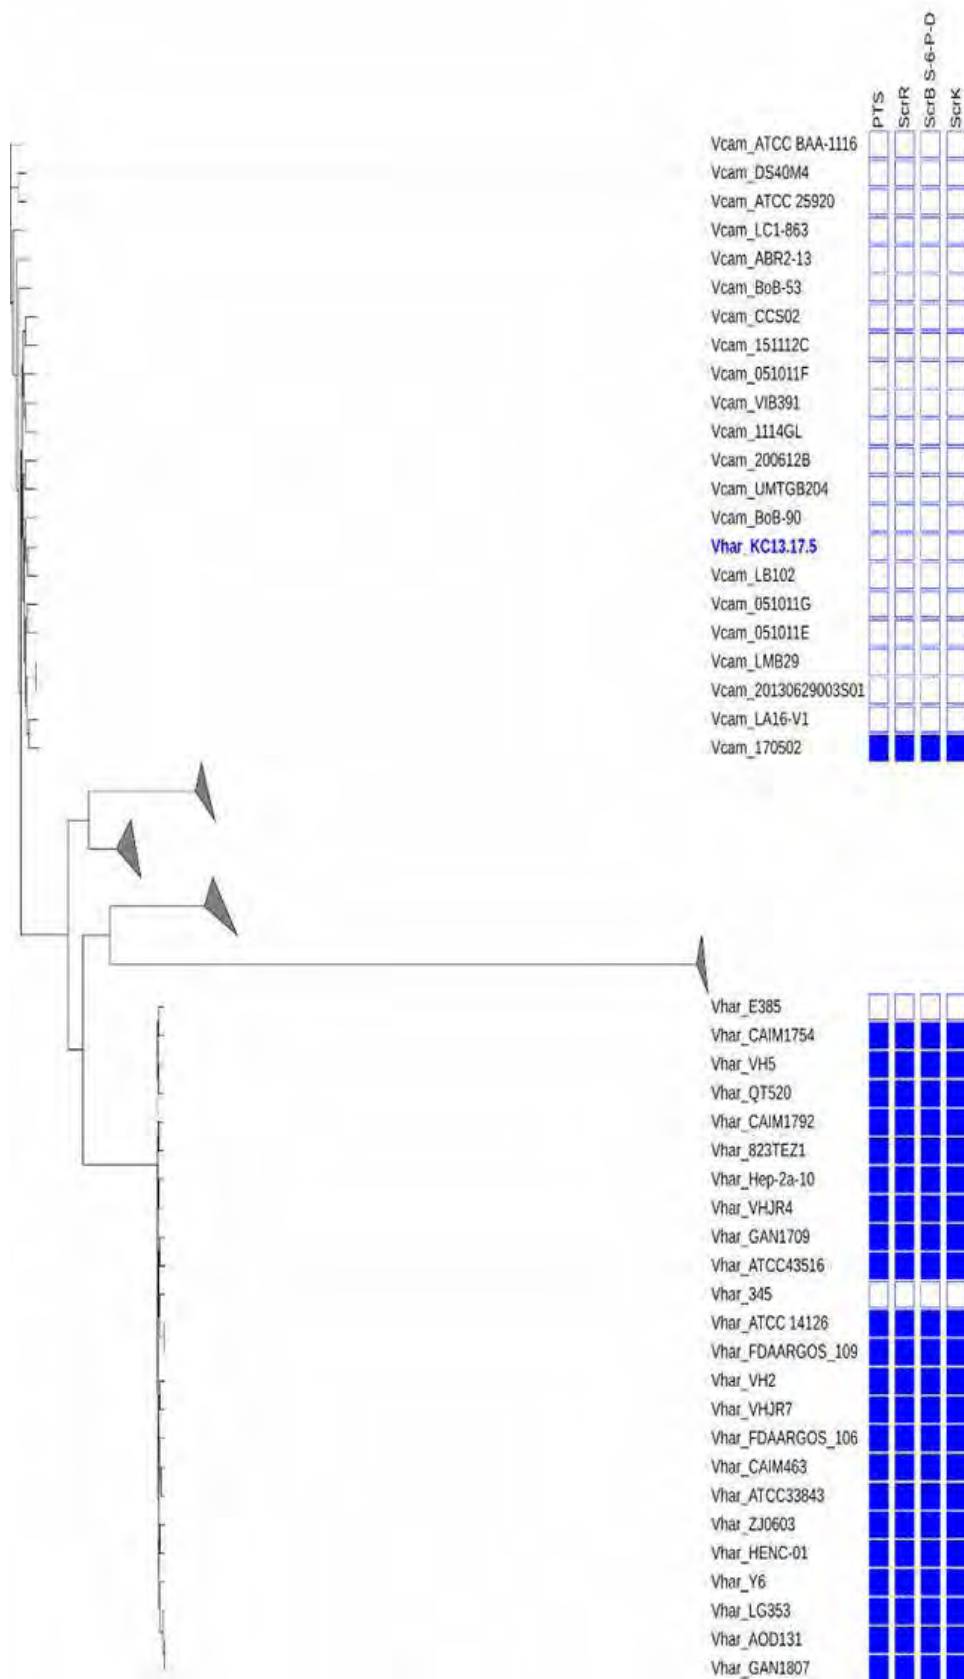 PTS
ScrR
ScrB S-6-P-D
ScrK
Vcam_ATCC BAA-1116
Vcam_DS40M4
Vcam_ATCC 25920
Vcam_LC1-863
Vcam_ABR2-13
Vcam_BoB-53
Vcam_CCS02
Vcam_151112C
Vcam_051011F
Vcam_VIB391
Vcam_1114GL
Vcam_200612B
Vcam_UMTGB204
Vcam_BoB-90
Vhar_KC13.17.5
Vcam_LB102
Vcam_051011G
Vcam_051011E
Vcam_LMB29
Vcam_20130629003S01
Vcam_LA16-V1
Vcam_170502
Vhar_E385
Vhar_CAIM1754
Vhar_VH5
Vhar_QT520
Vhar_CAIM1792
Vhar_823TEZ1
Vhar_Hep-2a-10
Vhar_VHJR4
Vhar_GAN1709
Vhar_ATCC43516
Vhar_345
Vhar_ATCC 14126
Vhar_FDAARGOS_109
Vhar_VH2
Vhar_VHJR7
Vhar_FDAARGOS_106
Vhar_CAIM463
Vhar_ATCC33843
Vhar_ZJ0603
Vhar_HENC-01
Vhar_Y6
Vhar_LG353
Vhar_AOD131
Vhar_GAN1807